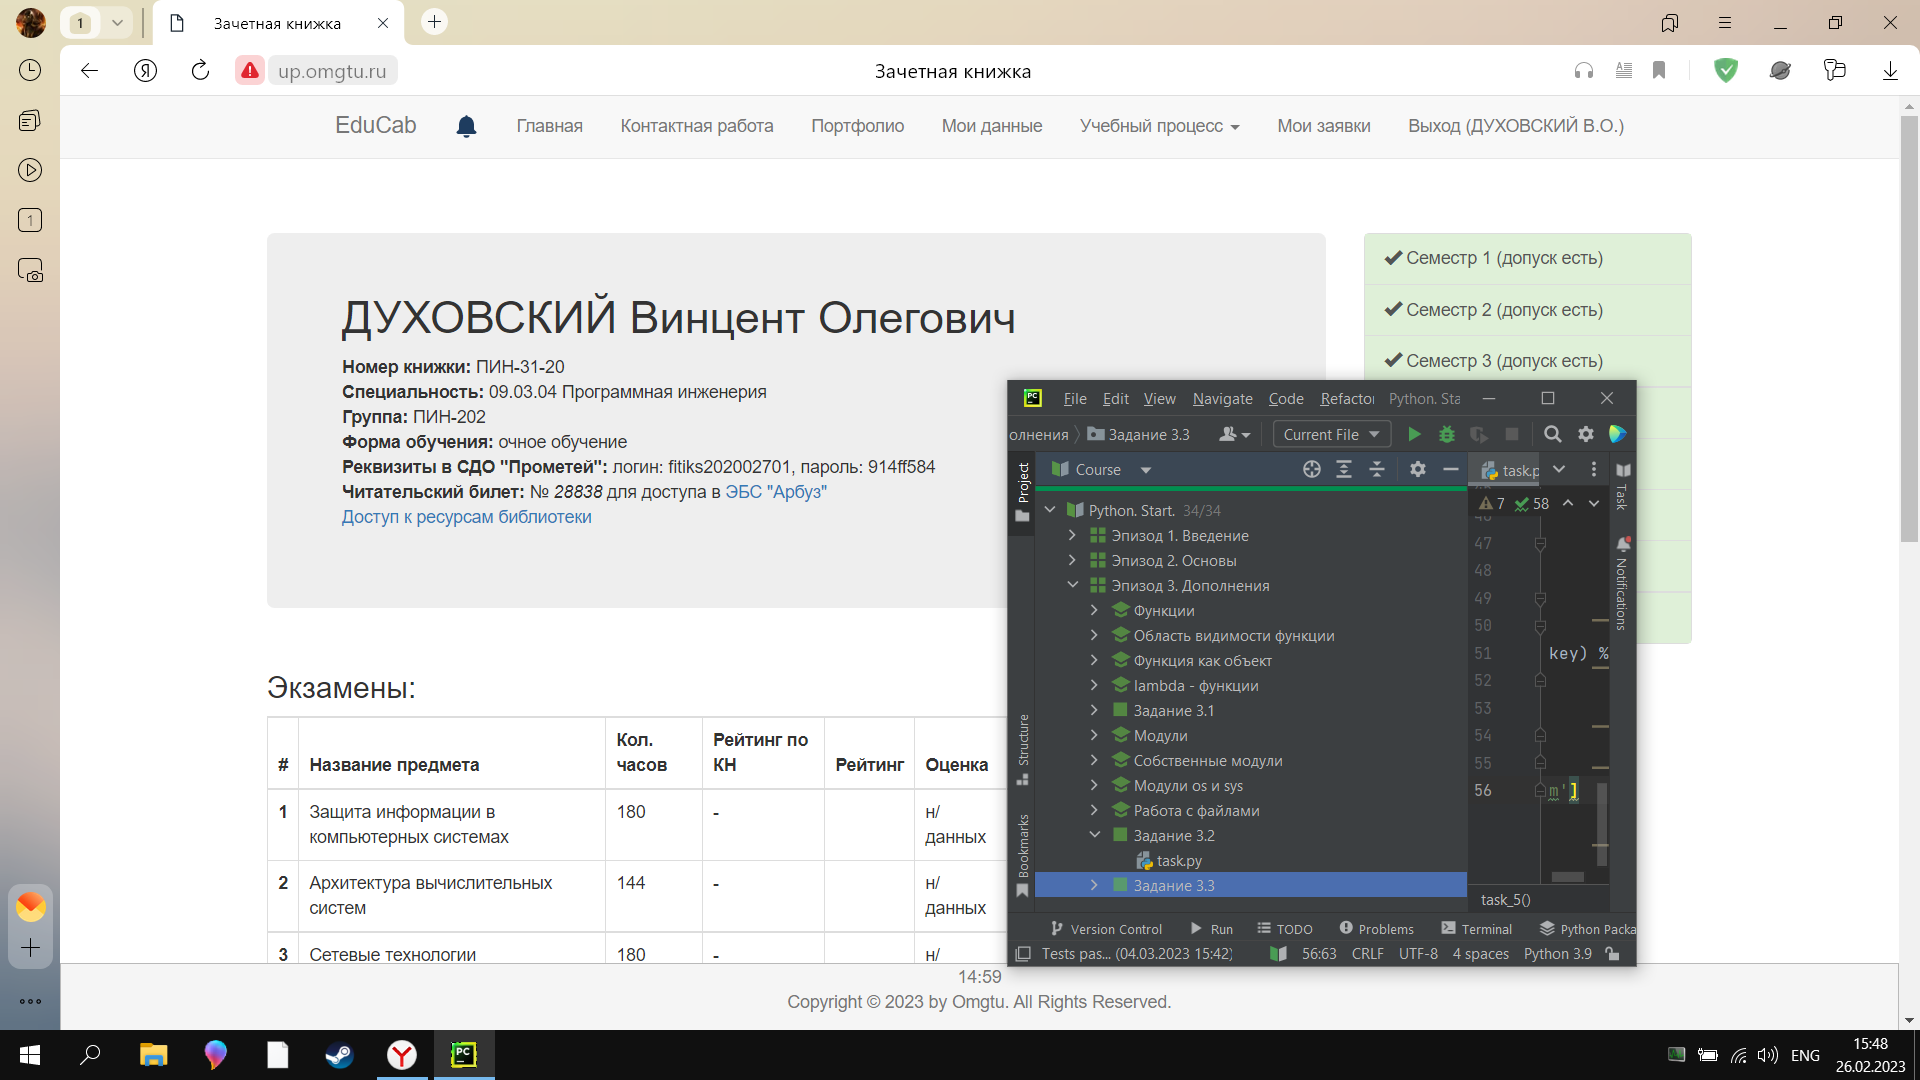 1
Зачетная книжка
up.omgtu.ru
Зачетная книжка
1
EduCab
Главная
Контактная работа
Портфолио
Мои данные
Учебный процесс
Мои заявки
Выход (ДУХОВСКИЙ В.О.)
ДУХОВСКИЙ Винцент Олегович
Номер книжки: ПИН-31-20
Специальность: 09.03.04 Программная инженерия
Группа: ПИН-202
Форма обучения: очное обучение
Реквизиты в СДО "Прометей": логин: fitiks202002701, пароль: 914ff584
Читательский билет: № 28838 для доступа в ЭБС "Арбуз"
Доступ к ресурсам библиотеки
Семестр 1 (допуск есть)
Семестр 2 (допуск есть)
Семестр 3 (допуск есть)
Экзамены:
# Название предмета Кол. часов Рейтинг по КН Рейтинг Оценка
1 Защита информации в компьютерных системах 180 - н/данных
2 Архитектура вычислительных систем 144 - н/данных
3 Сетевые технологии 180 - н/
14:59
Copyright © 2023 by Omgtu. All Rights Reserved.
PC
File Edit View Navigate Code Refactor Python. Sta
олнения Задание 3.3 Current File
Project
Course
task.p
Task
7 58
Python. Start. 34/34
Эпизод 1. Введение
Эпизод 2. Основы
Эпизод 3. Дополнения
Функции
Область видимости функции
Функция как объект
lambda - функции
Задание 3.1
Модули
Собственные модули
Модули os и sys
Работа с файлами
Задание 3.2
task.py
Задание 3.3
Notifications
Structure
Bookmarks
46
47
48
49
50
51 key) %
52
53
54
55
56 m']
task_5()
Version Control Run TODO Problems Terminal Python Packa
Tests pas... (04.03.2023 15:42) 56:63 CRLF UTF-8 4 spaces Python 3.9
PC
ENG
15:48
26.02.2023